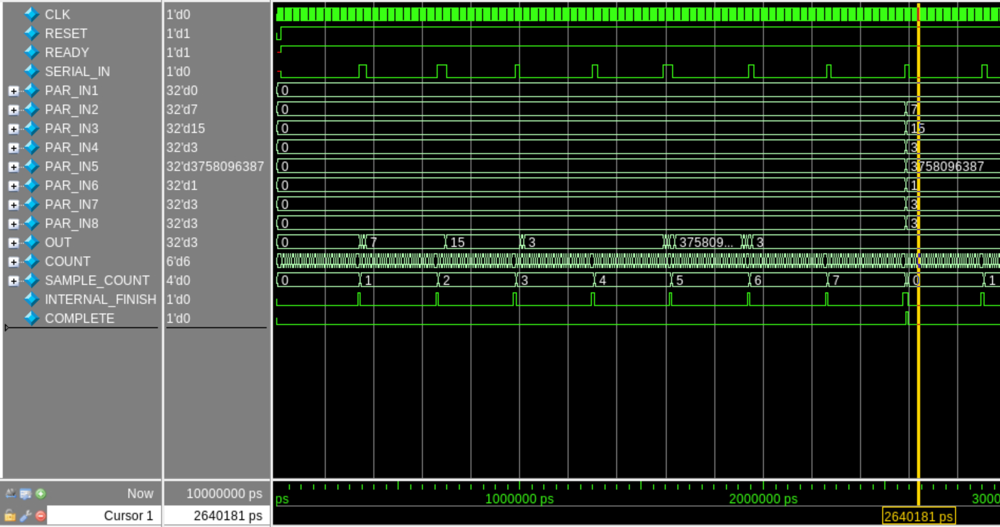 CLK 1'd0
RESET 1'd1
READY 1'd1
SERIAL_IN 1'd0
PAR_IN1 32'd0 0
PAR_IN2 32'd7 0 7
PAR_IN3 32'd15 0 15
PAR_IN4 32'd3 0 3
PAR_IN5 32'd3758096387 0 3758096387
PAR_IN6 32'd1 0 1
PAR_IN7 32'd3 0 3
PAR_IN8 32'd3 0 3
OUT 32'd3 0 7 15 3 375809... 3
COUNT 6'd6
SAMPLE_COUNT 4'd0 0 1 2 3 4 5 6 7 0 1
INTERNAL_FINISH 1'd0
COMPLETE 1'd0
Now 10000000 ps ps 1000000 ps 2000000 ps 3000
Cursor 1 2640181 ps 2640181 ps